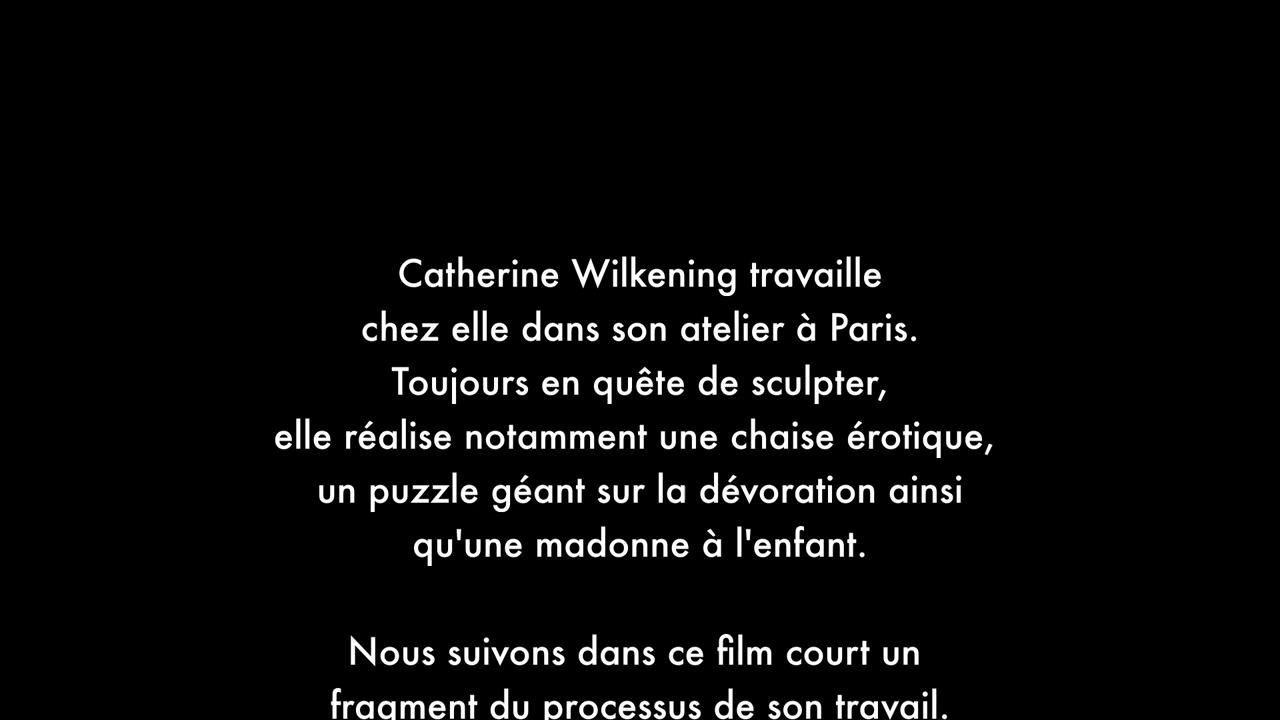 Catherine Wilkening travaille
chez elle dans son atelier à Paris.
Toujours en quête de sculpter,
elle réalise notamment une chaise érotique,
un puzzle géant sur la dévoration ainsi
qu'une madonne à l'enfant.
Nous suivons dans ce film court un
fragment du processus de son travail.